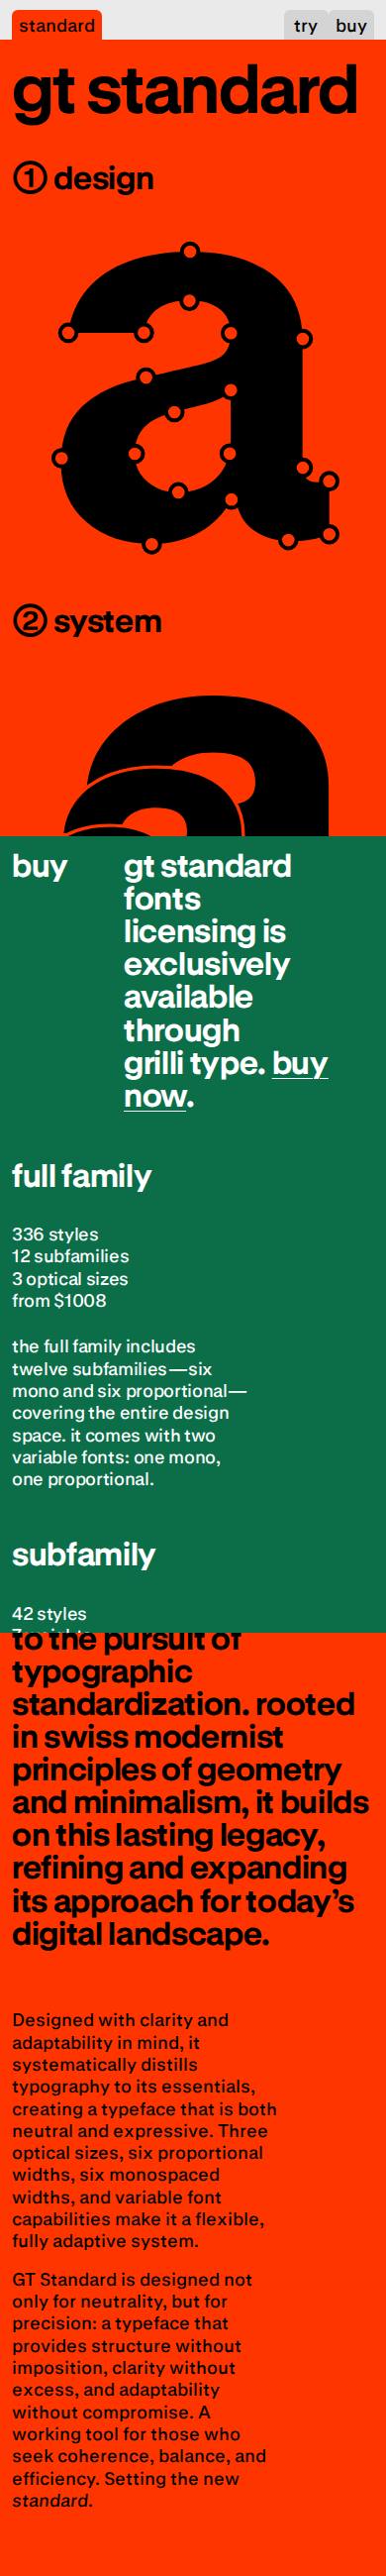 standard
try
buy
gt standard
① design
② system
buy
gt standard
fonts
licensing is
exclusively
available
through
grilli type. buy
now.
full family
336 styles
12 subfamilies
3 optical sizes
from $1008
the full family includes
twelve subfamilies—six
mono and six proportional—
covering the entire design
space. it comes with two
variable fonts: one mono,
one proportional.
subfamily
42 styles
to the pursuit of
typographic
standardization. rooted
in swiss modernist
principles of geometry
and minimalism, it builds
on this lasting legacy,
refining and expanding
its approach for today’s
digital landscape.
Designed with clarity and
adaptability in mind, it
systematically distills
typography to its essentials,
creating a typeface that is both
neutral and expressive. Three
optical sizes, six proportional
widths, six monospaced
widths, and variable font
capabilities make it a flexible,
fully adaptive system.
GT Standard is designed not
only for neutrality, but for
precision: a typeface that
provides structure without
imposition, clarity without
excess, and adaptability
without compromise. A
working tool for those who
seek coherence, balance, and
efficiency. Setting the new
standard.